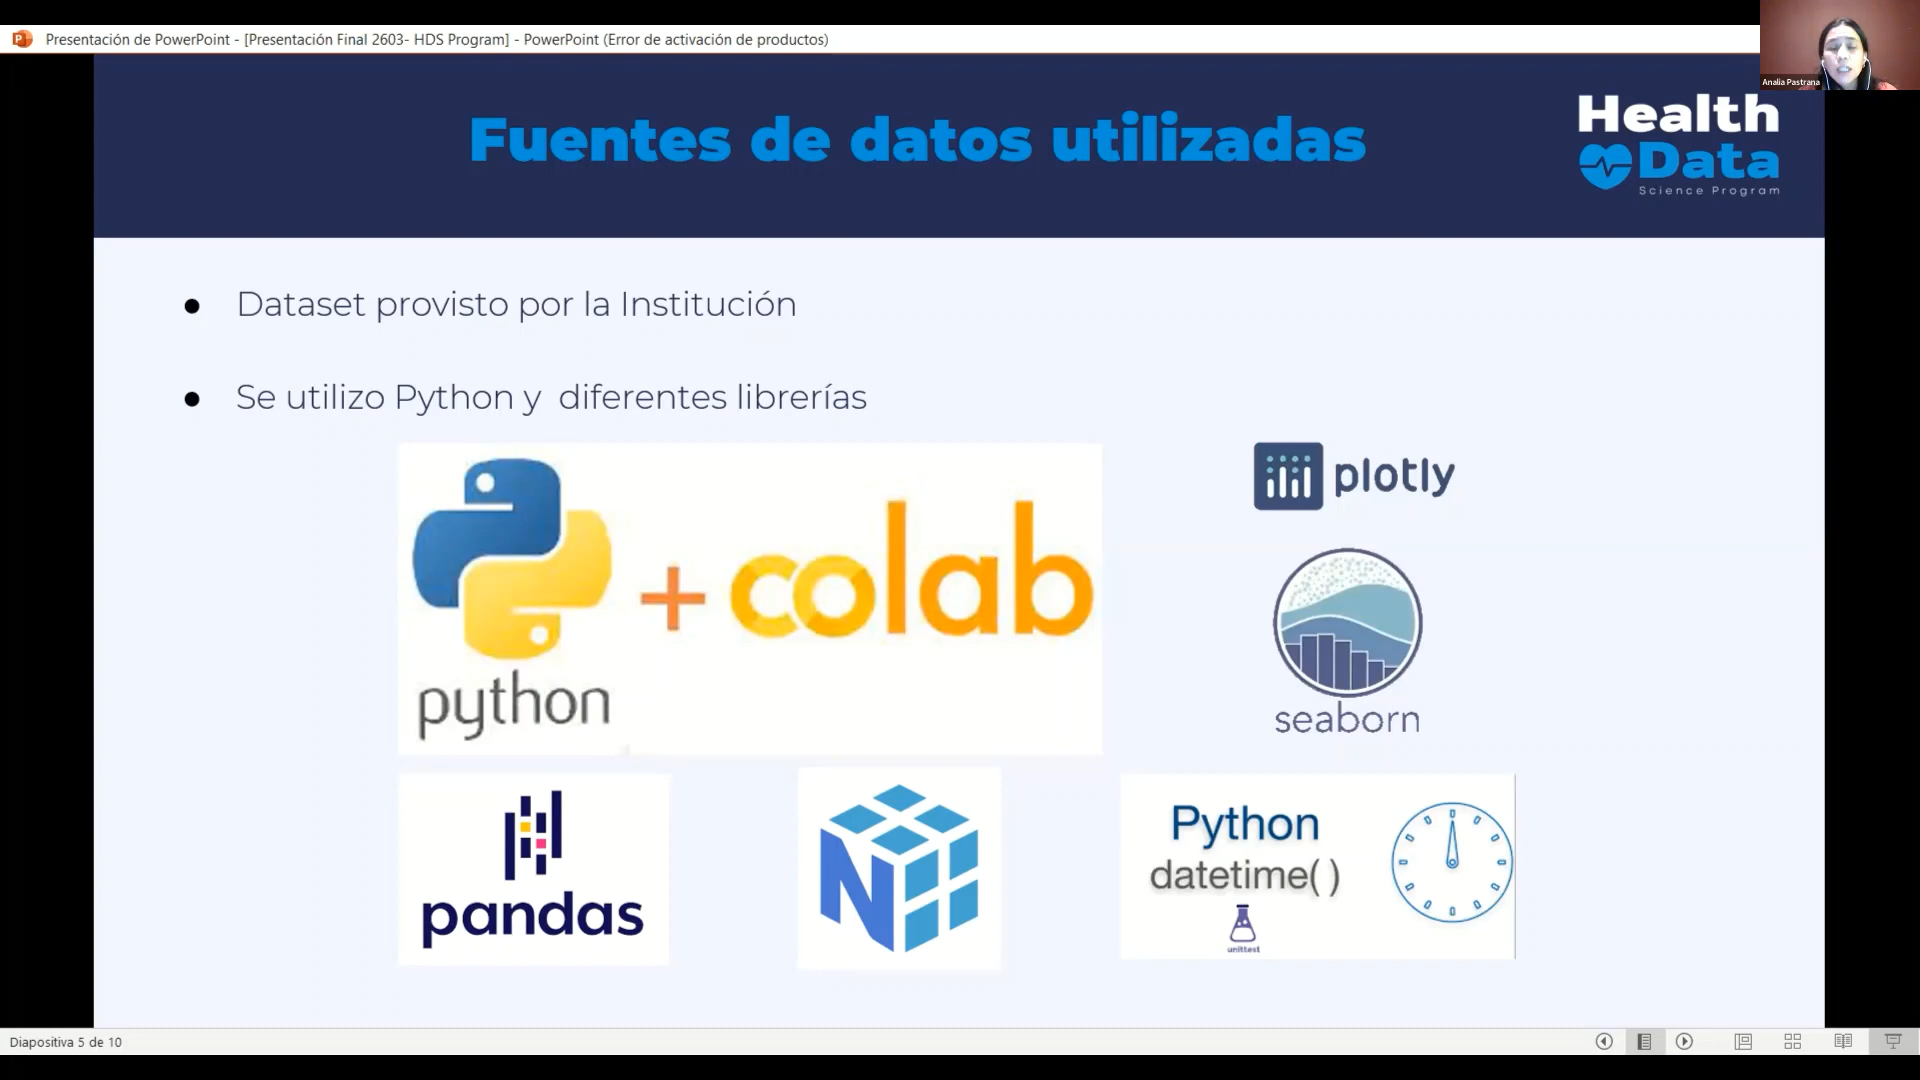 Presentación de PowerPoint - [Presentación Final 2603- HDS Program] - PowerPoint (Error de activación de productos)
Analia Pastrana
Fuentes de datos utilizadas
Health
Data
Science Program
● Dataset provisto por la Institución
● Se utilizo Python y diferentes librerías
python
+ colab
plotly
seaborn
pandas
N
Python
datetime( )
unittest
Diapositiva 5 de 10